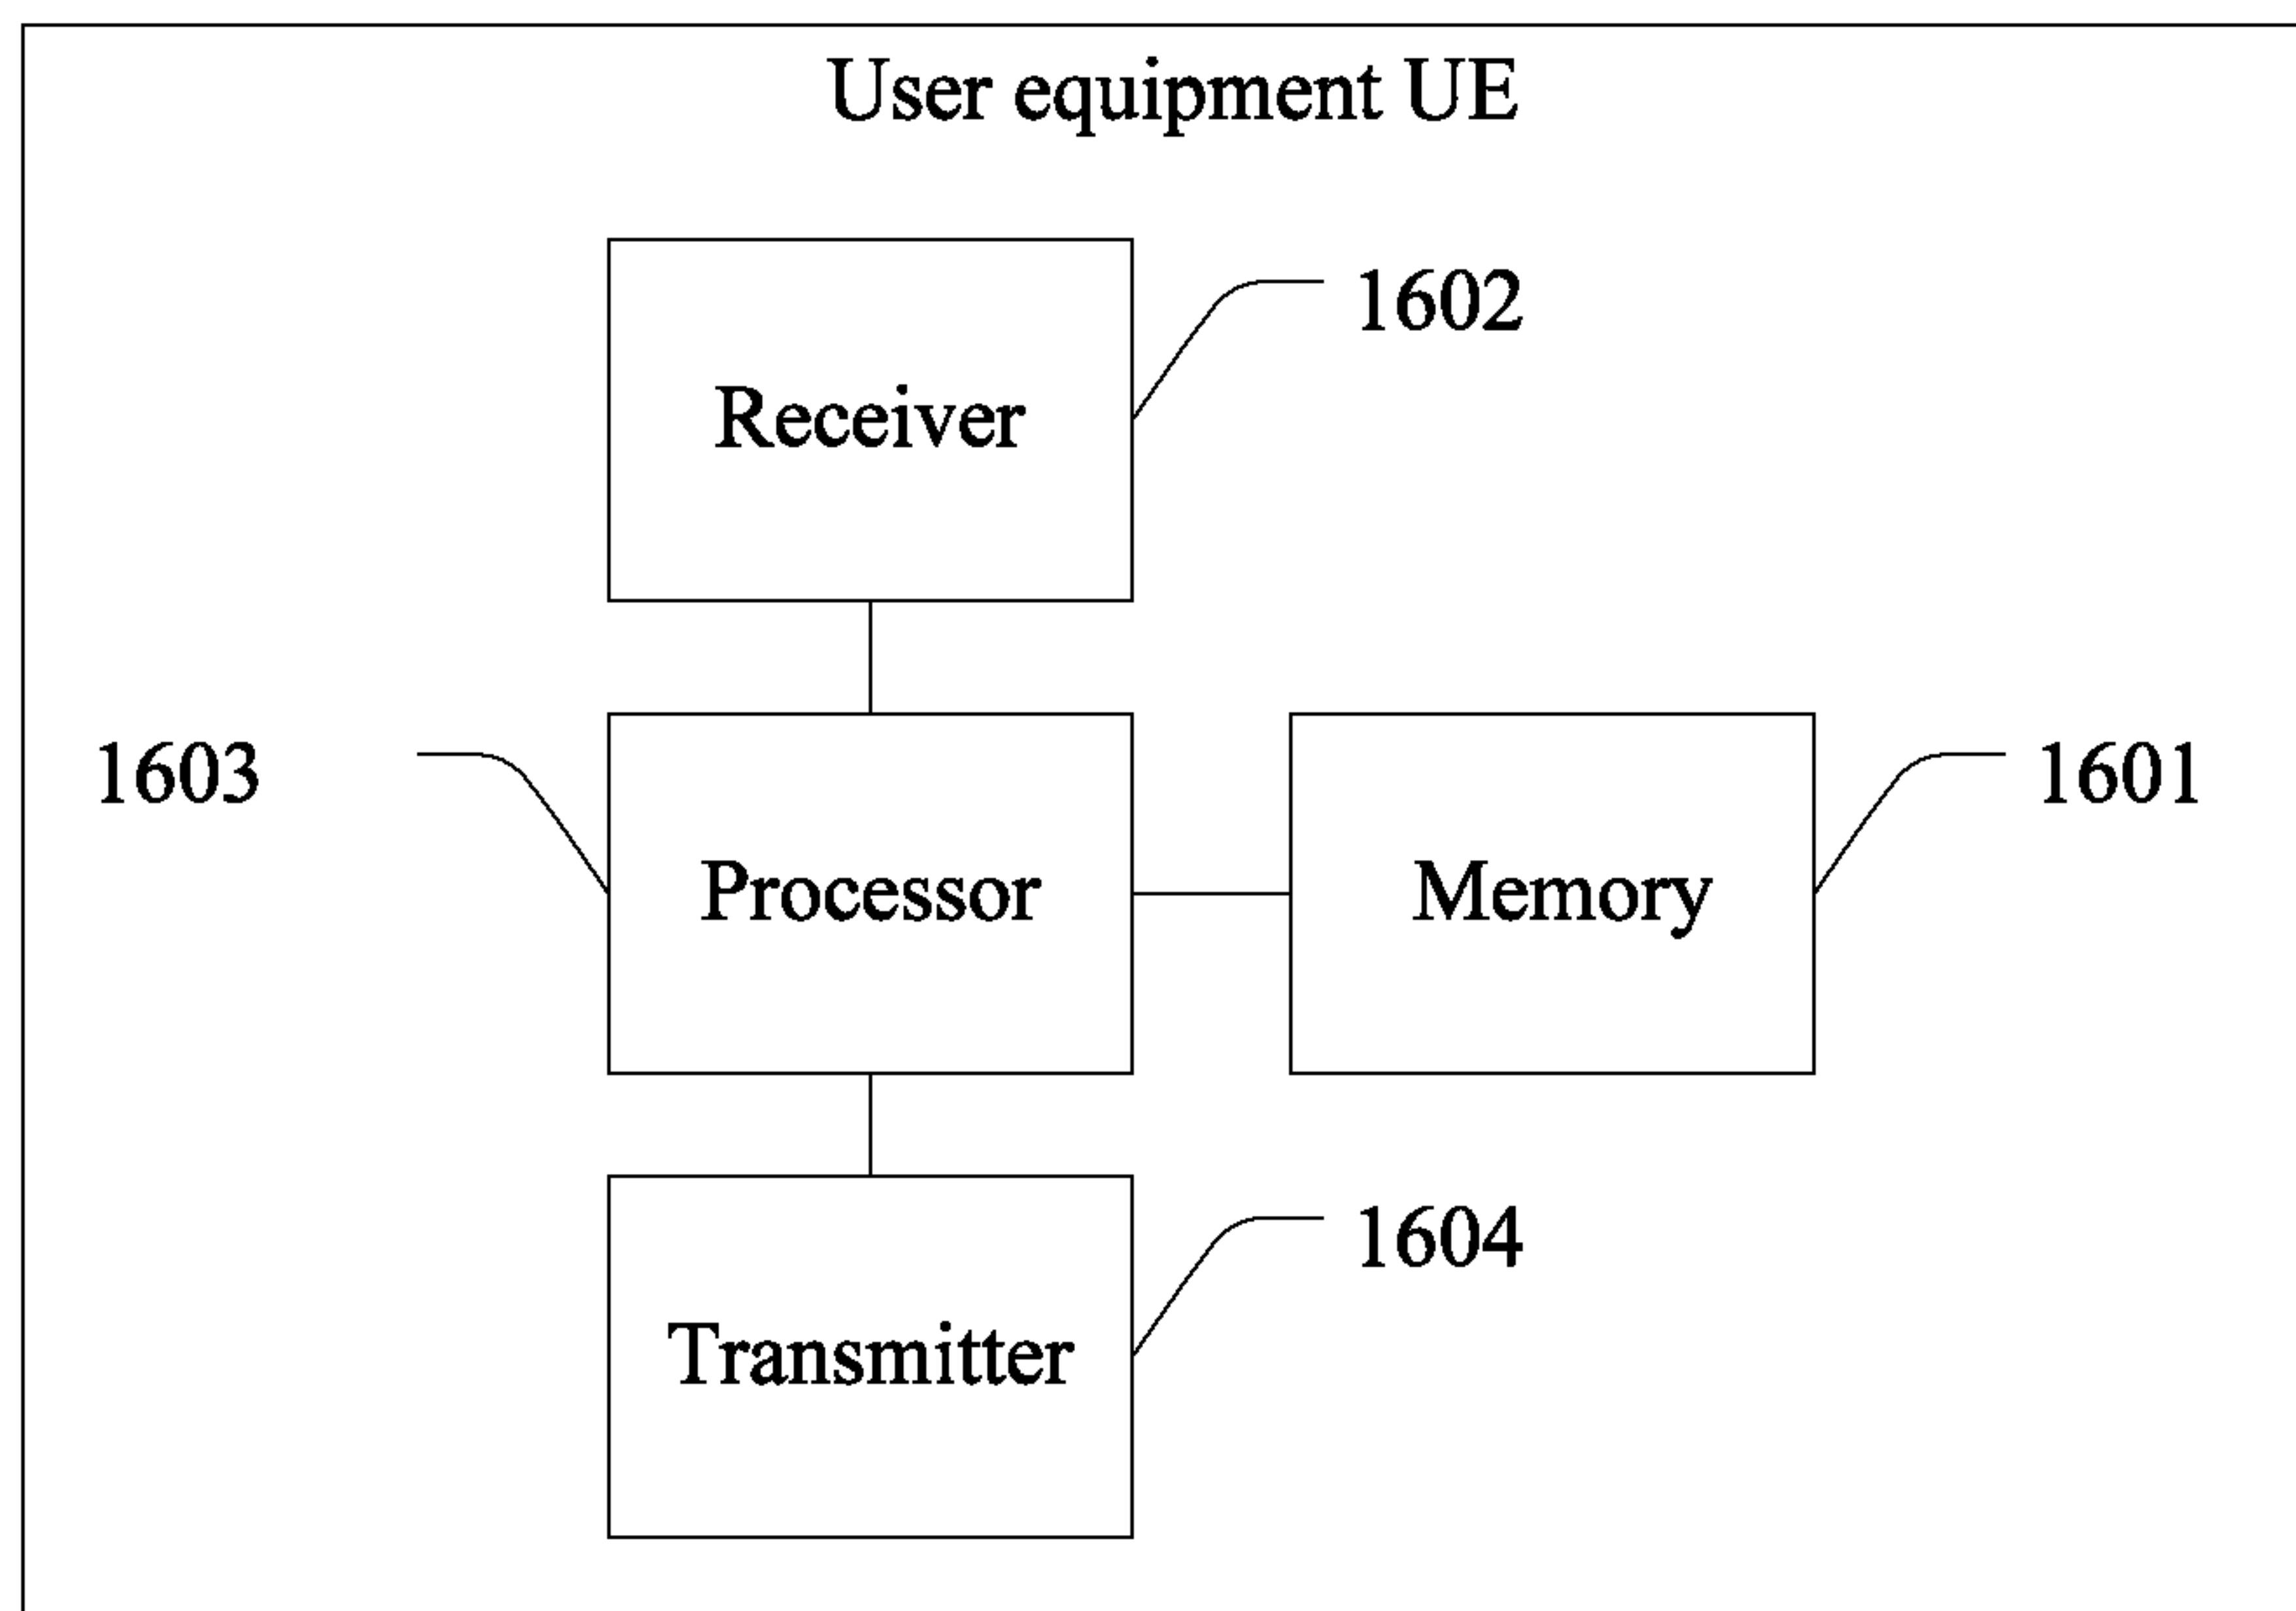 User equipment UE
1602
Receiver
1603
1601
Processor
Memory
1604
Transmitter